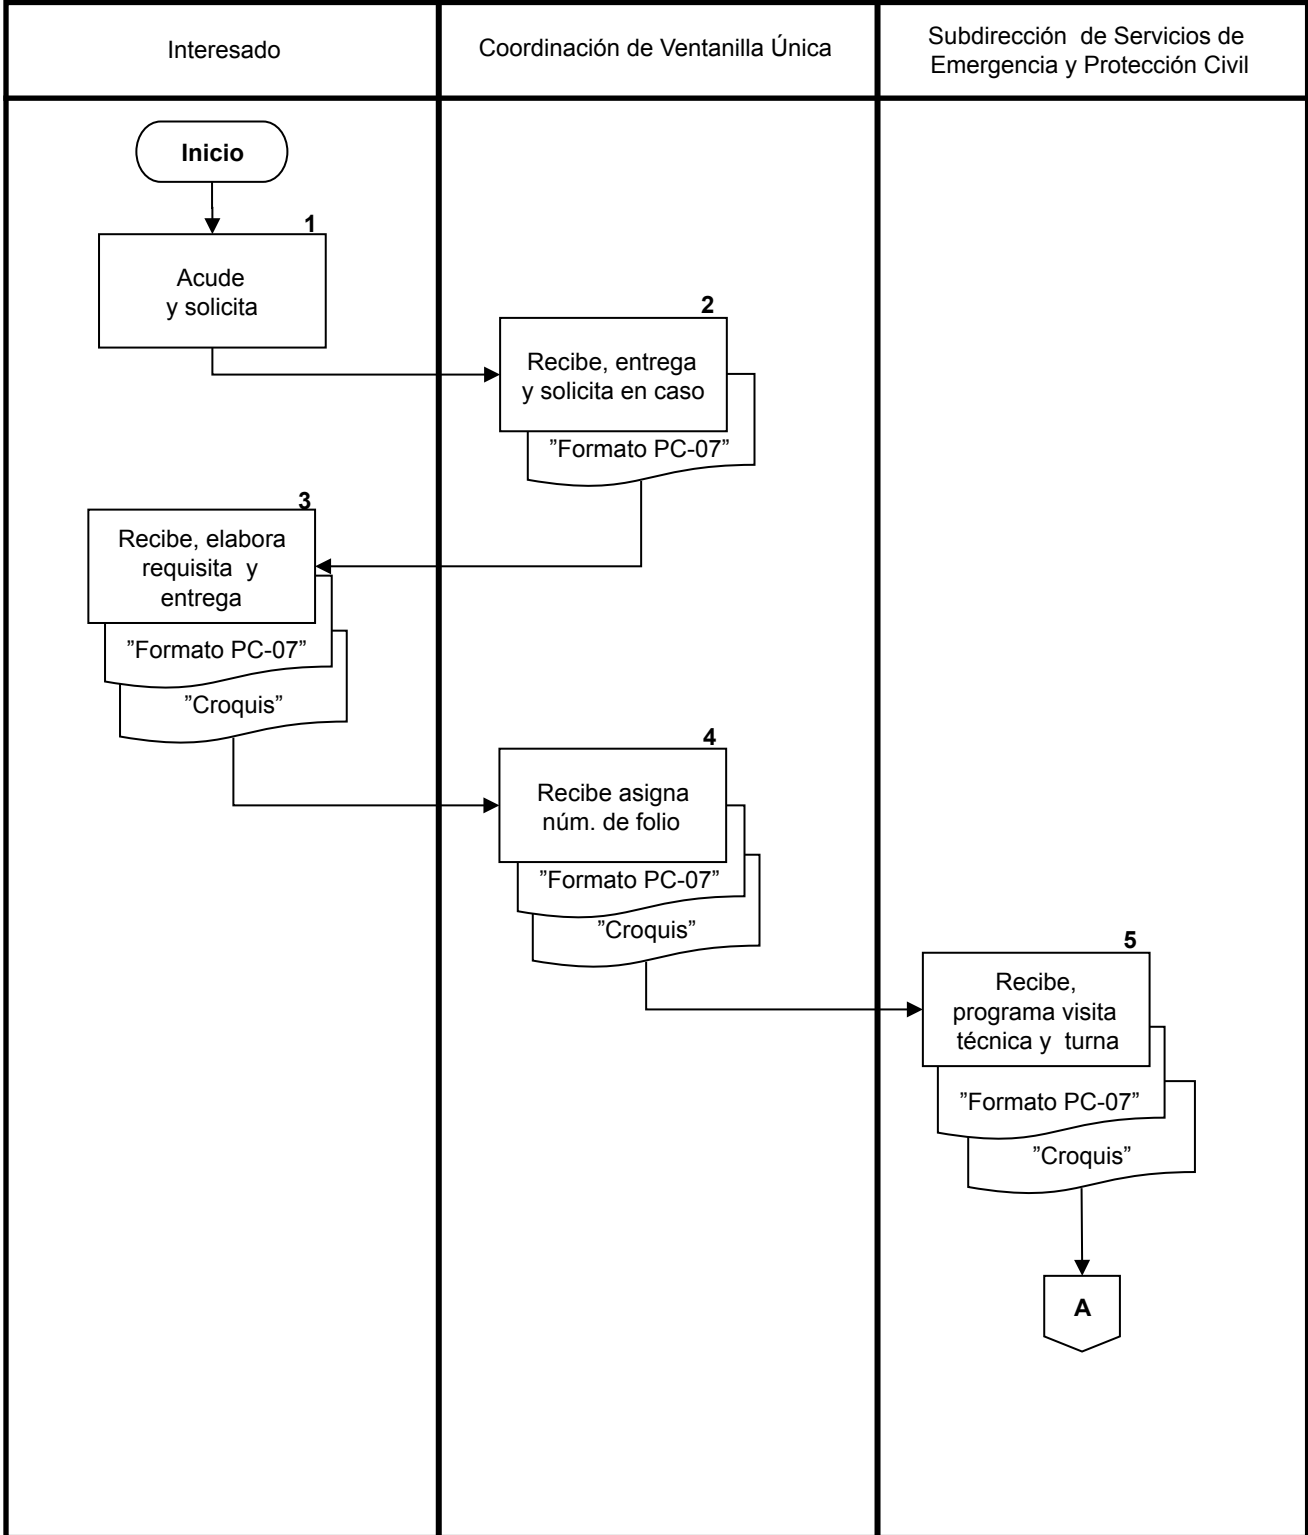 Interesado
Coordinación de Ventanilla Única
Subdirección de Servicios de
Emergencia y Protección Civil
Inicio
1
Acude
y solicita
2
Recibe, entrega
y solicita en caso
”Formato PC-07”
3
Recibe, elabora
requisita y
entrega
”Formato PC-07”
”Croquis”
4
Recibe asigna
núm. de folio
”Formato PC-07”
”Croquis”
5
Recibe,
programa visita
técnica y turna
”Formato PC-07”
”Croquis”
A